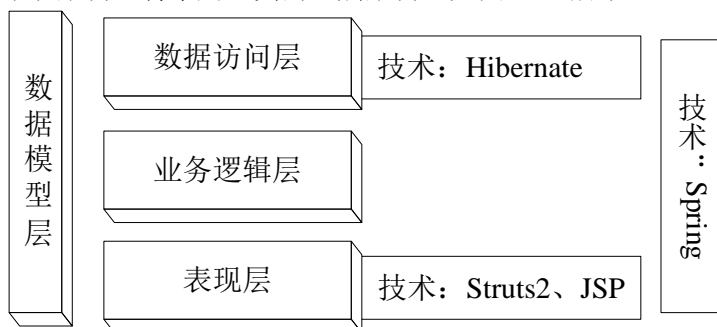 数据模型层
数据访问层
技术：Hibernate
业务逻辑层
表现层
技术：Struts2、JSP
技术：Spring